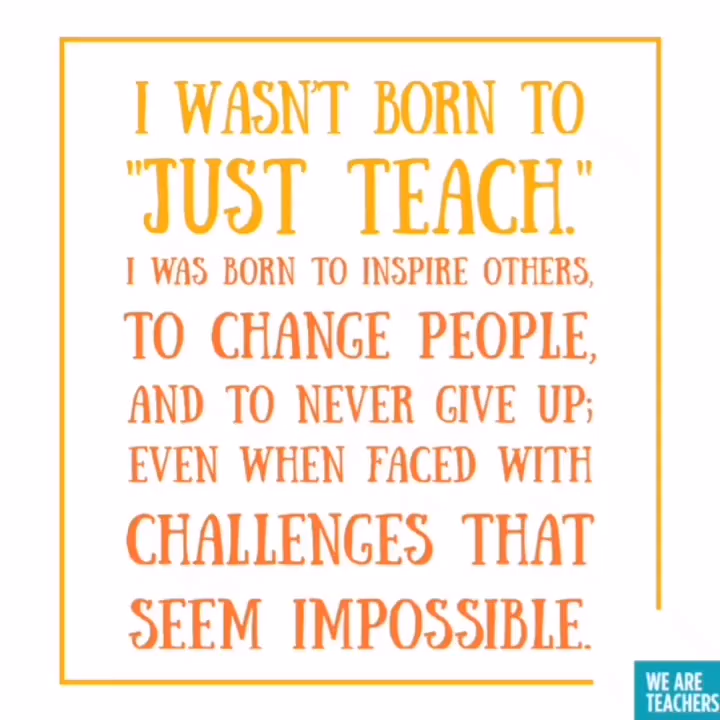 I WASN'T BORN TO
"JUST TEACH."
I WAS BORN TO INSPIRE OTHERS,
TO CHANGE PEOPLE,
AND TO NEVER GIVE UP;
EVEN WHEN FACED WITH
CHALLENGES THAT
SEEM IMPOSSIBLE.
WE ARE
TEACHERS